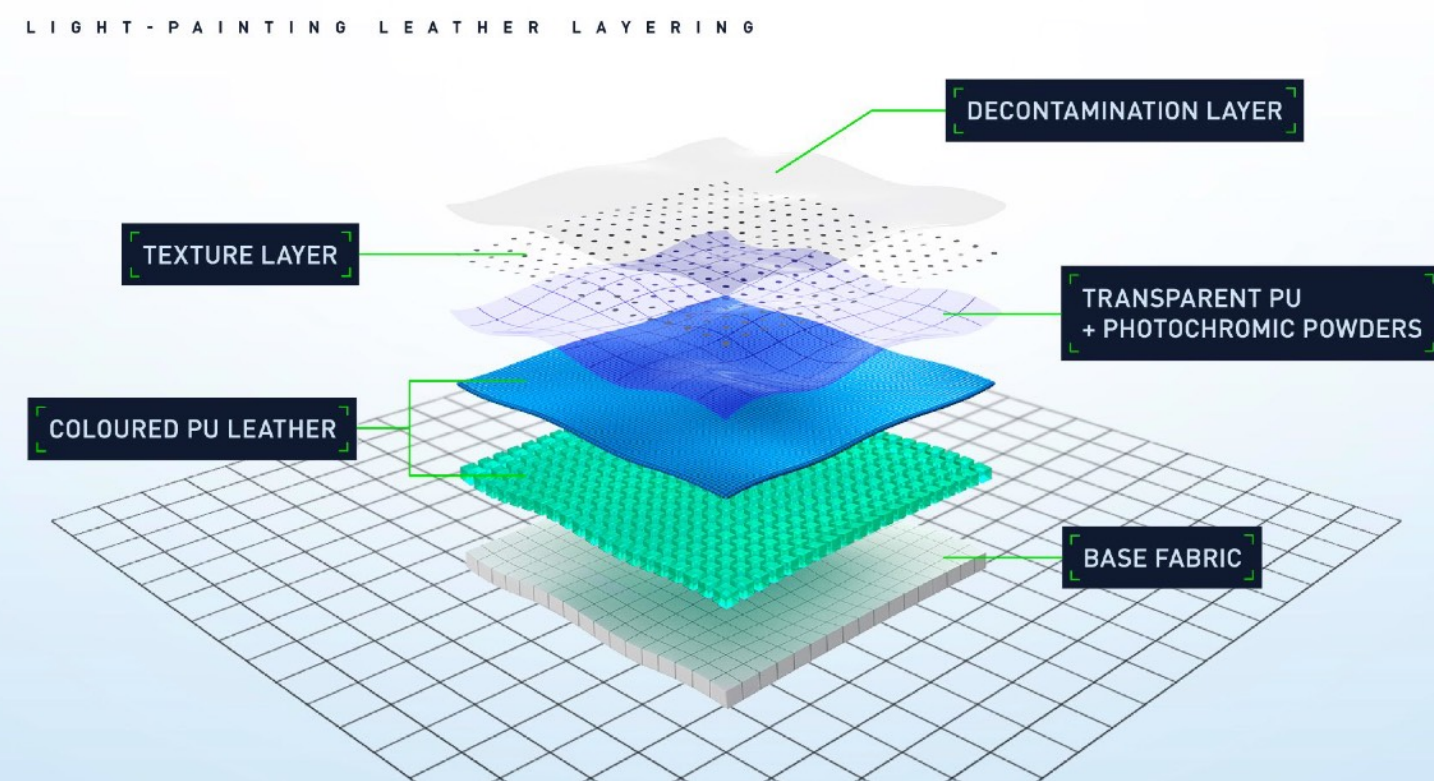 LIGHT-PAINTING LEATHER LAYERING
DECONTAMINATION LAYER
TEXTURE LAYER
TRANSPARENT PU
+ PHOTOCHROMIC POWDERS
COLOURED PU LEATHER
BASE FABRIC